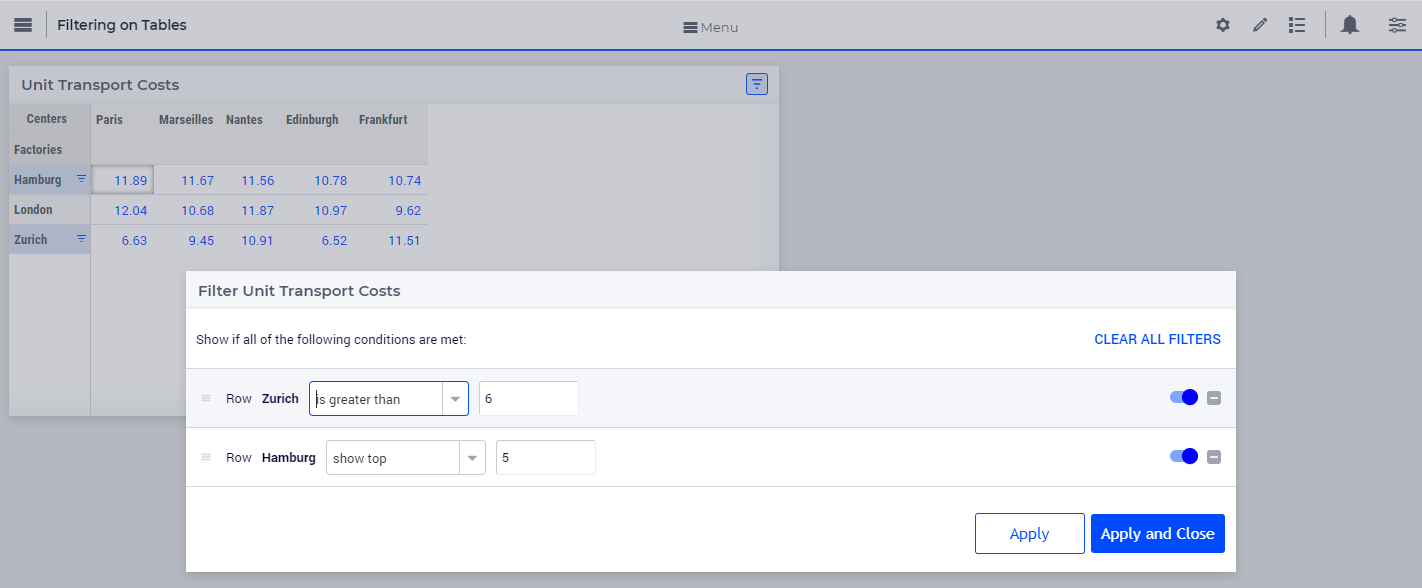 Filtering on Tables
Menu
Unit Transport Costs
Centers Paris Marseilles Nantes Edinburgh Frankfurt
Factories
Hamburg 11.89 11.67 11.56 10.78 10.74
London 12.04 10.68 11.87 10.97 9.62
Zurich 6.63 9.45 10.91 6.52 11.51
Filter Unit Transport Costs
Show if all of the following conditions are met: CLEAR ALL FILTERS
Row Zurich is greater than 6
Row Hamburg show top 5
Apply Apply and Close